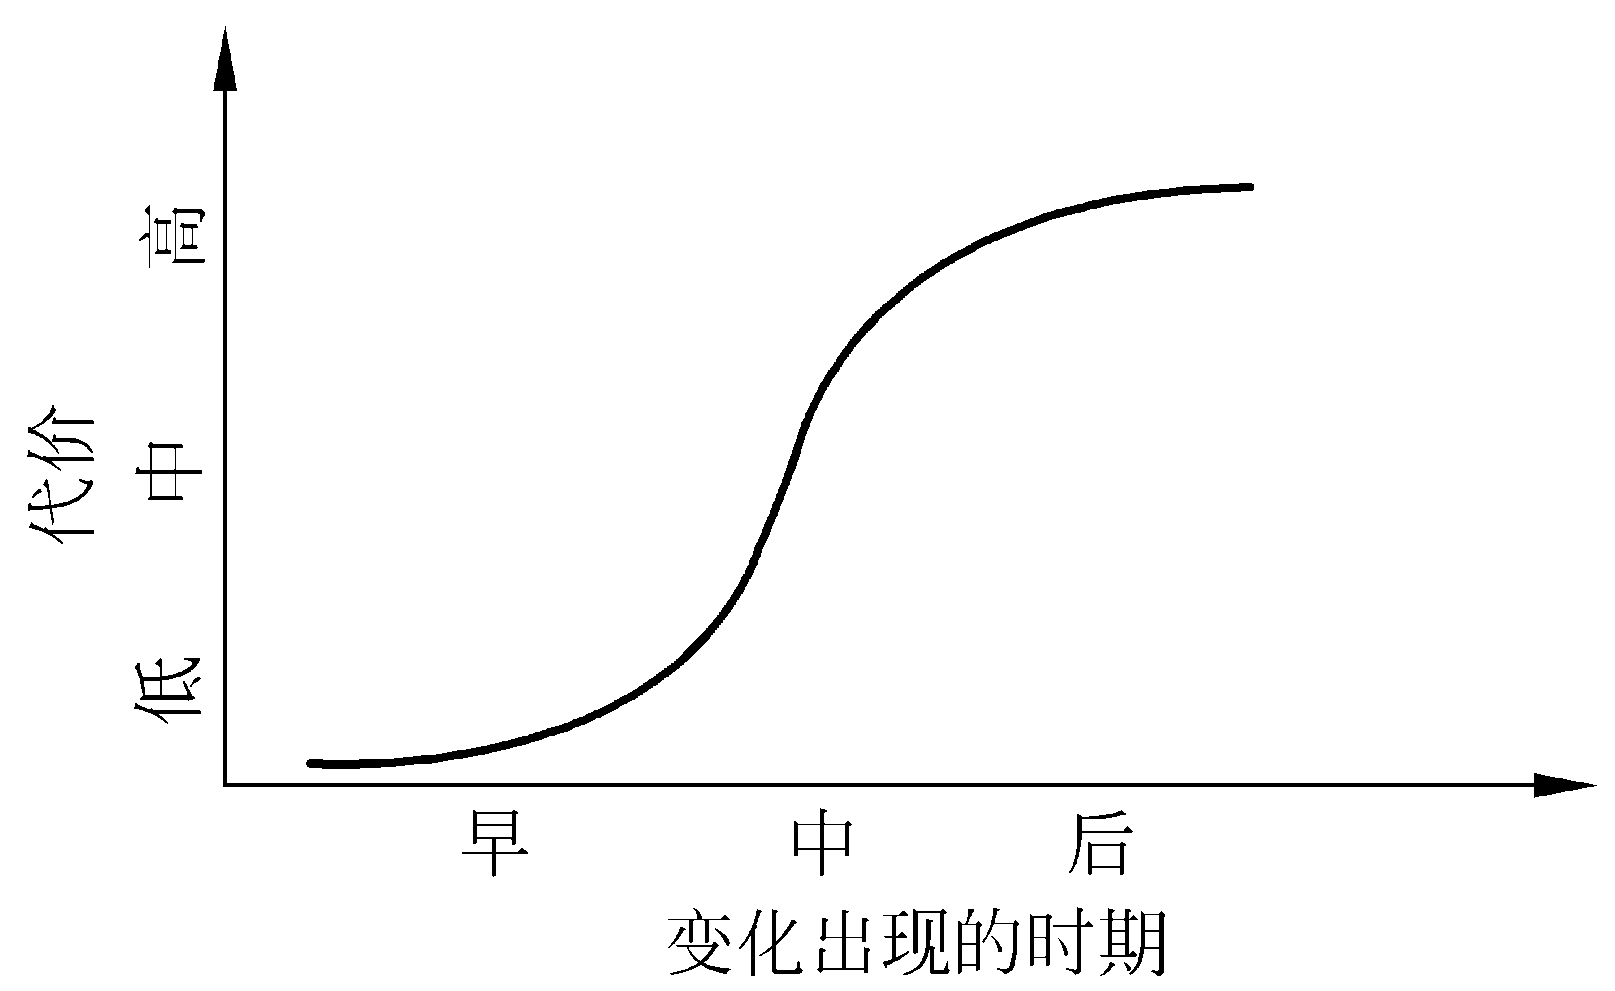 高
中
低
代价
早 中 后
变化出现的时期